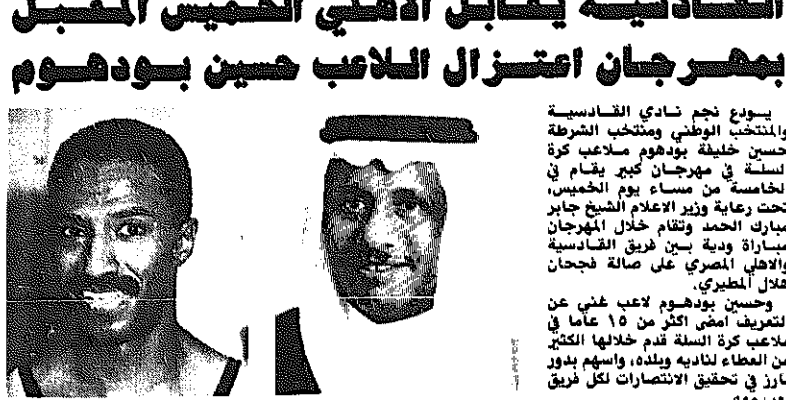 القادسية يقابل الاهلي الخميس المقبل
بمهرجان اعتزال اللاعب حسين بودهوم
يودع نجم نادي القادسية
والمنتخب الوطني ومنتخب الشرطة
حسين خليفة بودهوم ملاعب كرة
السلة في مهرجان كبير يقام في
الخامسة من مساء يوم الخميس،
تحت رعاية وزير الاعلام الشيخ جابر
مبارك الحمد وتقام خلال المهرجان
مباراة ودية بين فريق القادسية
والاهلي المصري على صالة فجحان
هلال المطيري.
وحسين بودهوم لاعب غني عن
التعريف امضى اكثر من ١٥ عاما في
ملاعب كرة السلة قدم خلالها الكثير
من العطاء لناديه وبلده، واسهم بدور
بارز في تحقيق الانتصارات لكل فريق